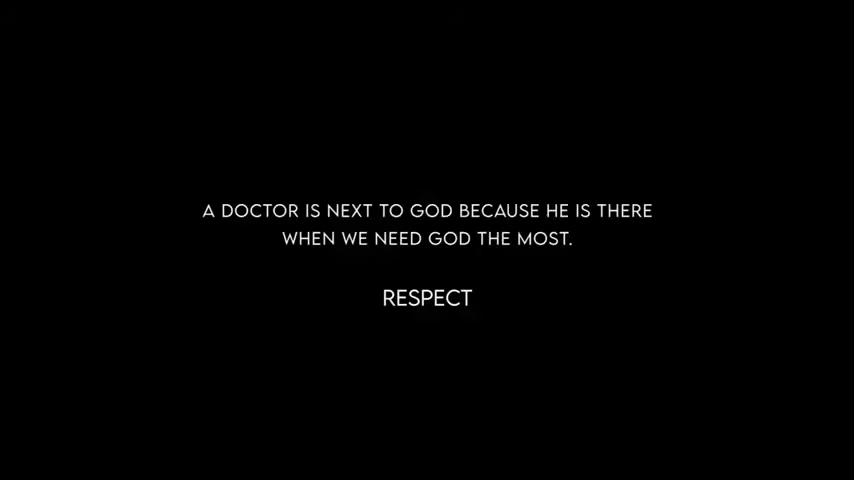 A DOCTOR IS NEXT TO GOD BECAUSE HE IS THERE
WHEN WE NEED GOD THE MOST.
RESPECT